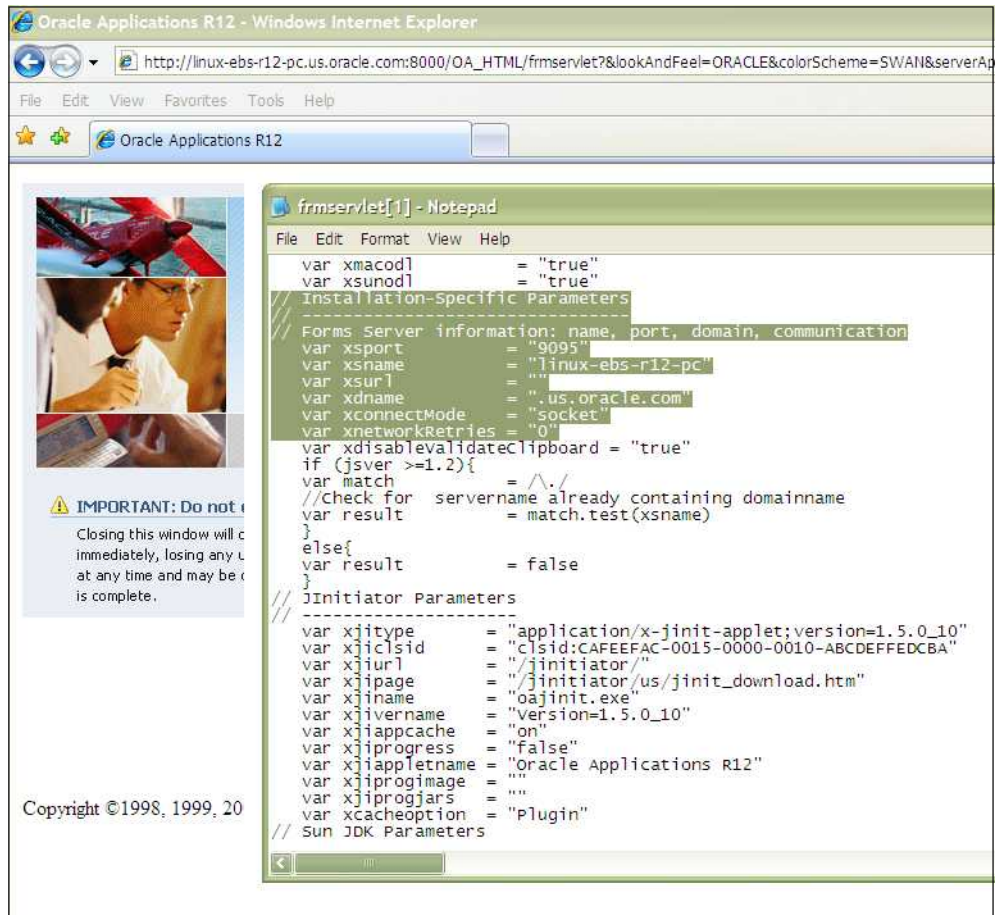 Oracle Applications R12 - Windows Internet Explorer
http://linux-ebs-r12-pc.us.oracle.com:8000/OA_HTML/frmservlet?&lookAndFeel=ORACLE&colorScheme=SWAN&serverAp
File Edit View Favorites Tools Help
Oracle Applications R12
frmservlet[1] - Notepad
File Edit Format View Help
var xmacodl = "true"
var xsunodl = "true"
// Installation-Specific Parameters
// ---------------------------------
// Forms Server information: name, port, domain, communication
var xsport = "9095"
var xsname = "linux-ebs-r12-pc"
var xsurl = ""
var xdname = ".us.oracle.com"
var xconnectMode = "socket"
var xnetworkRetries = "0"
var xdisableValidateClipboard = "true"
if (jsver >=1.2){
var match = /\./
//Check for servername already containing domainname
var result = match.test(xsname)
}
else{
var result = false
}
// JInitiator Parameters
// ----------------------
var xjitype = "application/x-jinit-applet;version=1.5.0_10"
var xjiclsid = "clsid:CAFEEFAC-0015-0000-0010-ABCDEFFEDCBA"
var xjiurl = "/jinitiator/"
var xjipage = "/jinitiator/us/jinit_download.htm"
var xjiname = "oajinit.exe"
var xjivername = "Version=1.5.0_10"
var xjiappcache = "on"
var xjiprogress = "false"
var xjiappletname = "Oracle Applications R12"
var xjiprogimage = ""
var xjiprogjars = ""
var xcacheoption = "Plugin"
// Sun JDK Parameters
IMPORTANT: Do not
Closing this window will
immediately, losing any
at any time and may be
is complete.
Copyright ©1998, 1999, 20